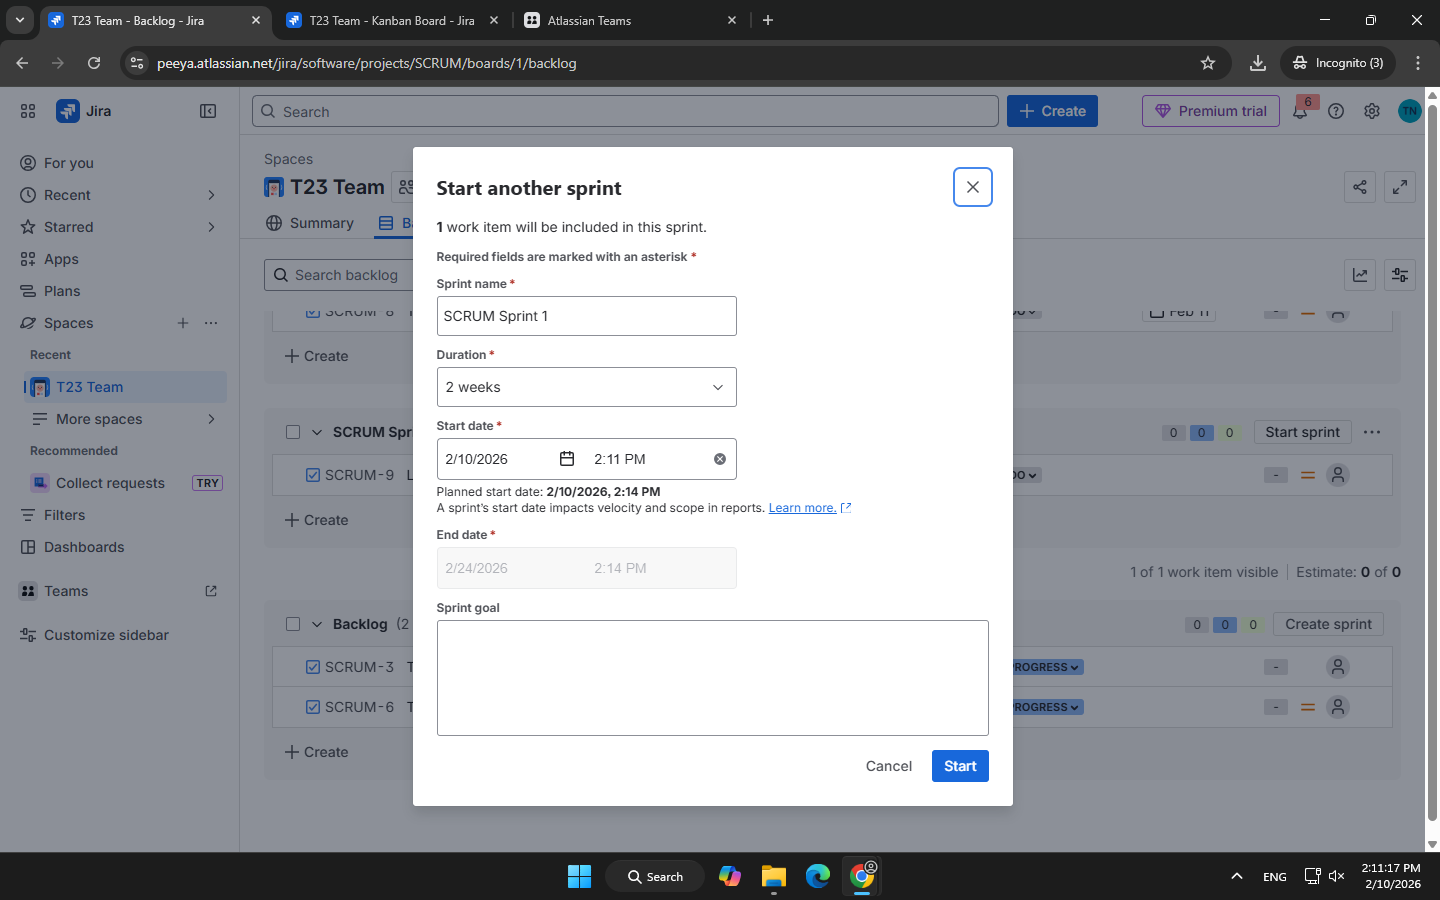 T23 Team - Backlog - Jira
T23 Team - Kanban Board - Jira
Atlassian Teams
peeya.atlassian.net/jira/software/projects/SCRUM/boards/1/backlog
Incognito (3)
Jira
Search
Create
Premium trial
6
TN
For you
Recent
Starred
Apps
Plans
Spaces
Recent
T23 Team
More spaces
Recommended
Collect requests
TRY
Filters
Dashboards
Teams
Customize sidebar
Spaces
T23 Team
Summary
Search backlog
SCRUM-8
Feb 11
-
Create
SCRUM Spr
0 0 0
Start sprint
SCRUM-9
-
Create
1 of 1 work item visible
Estimate: 0 of 0
Backlog (2
0 0 0
Create sprint
SCRUM-3
PROGRESS
-
SCRUM-6
PROGRESS
-
Create
Start another sprint
1 work item will be included in this sprint.
Required fields are marked with an asterisk *
Sprint name *
SCRUM Sprint 1
Duration *
2 weeks
Start date *
2/10/2026
2:11 PM
Planned start date: 2/10/2026, 2:14 PM
A sprint's start date impacts velocity and scope in reports. Learn more.
End date *
2/24/2026
2:14 PM
Sprint goal
Cancel
Start
Search
ENG
2:11:17 PM
2/10/2026